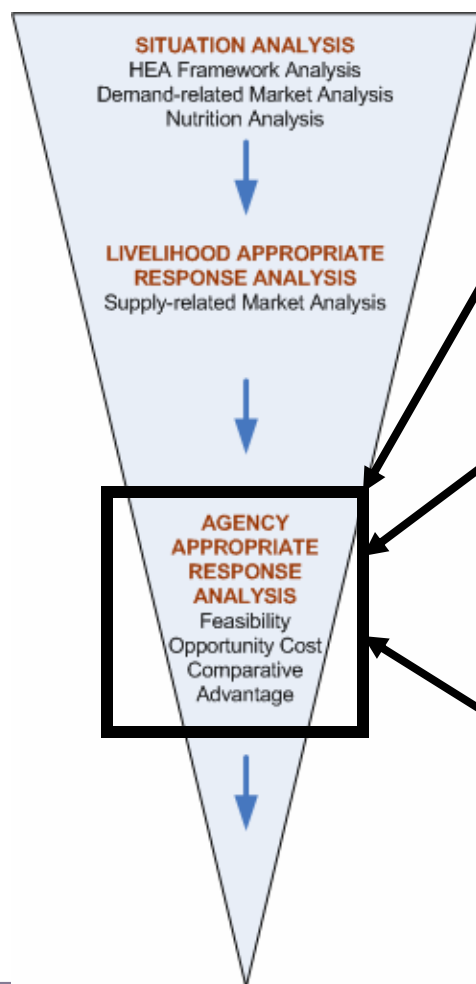 SITUATION ANALYSIS
HEA Framework Analysis
Demand-related Market Analysis
Nutrition Analysis
LIVELIHOOD APPROPRIATE
RESPONSE ANALYSIS
Supply-related Market Analysis
AGENCY
APPROPRIATE
RESPONSE
ANALYSIS
Feasibility
Opportunity Cost
Comparative
Advantage